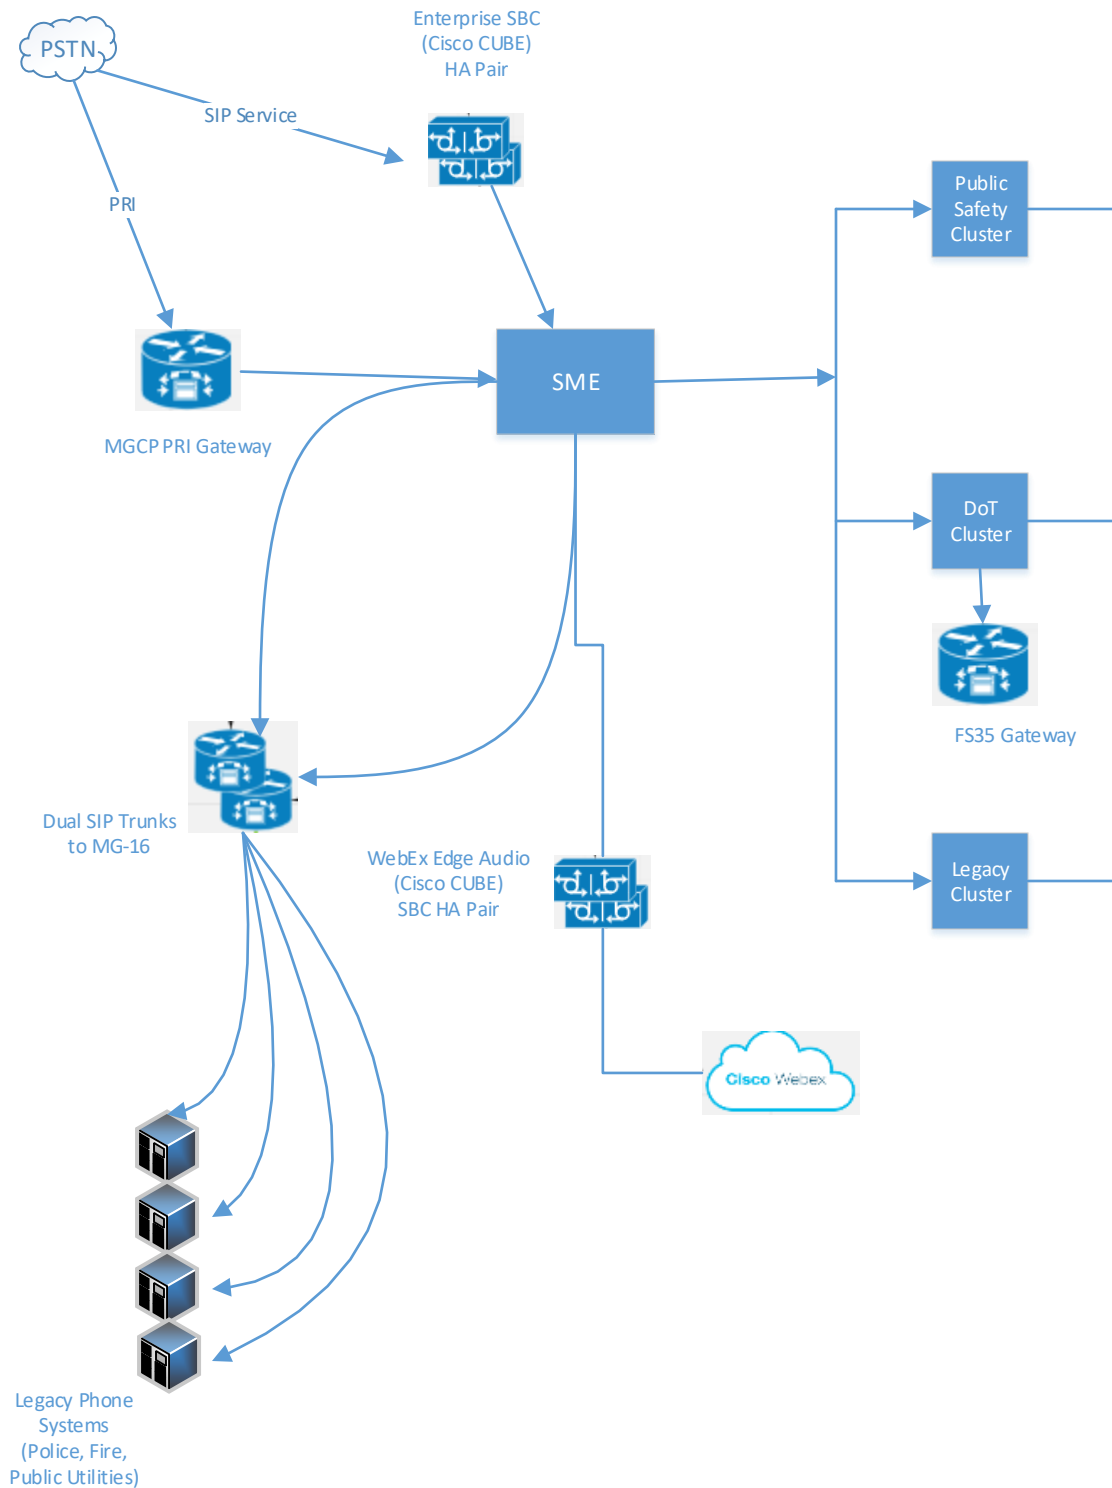 Enterprise SBC
(Cisco CUBE)
HA Pair
PSTN
SIP Service
PRI
Public
Safety
Cluster
SME
MGCP PRI Gateway
DoT
Cluster
FS35 Gateway
Dual SIP Trunks
to MG-16
WebEx Edge Audio
(Cisco CUBE)
SBC HA Pair
Legacy
Cluster
Cisco Webex
Legacy Phone
Systems
(Police, Fire,
Public Utilities)